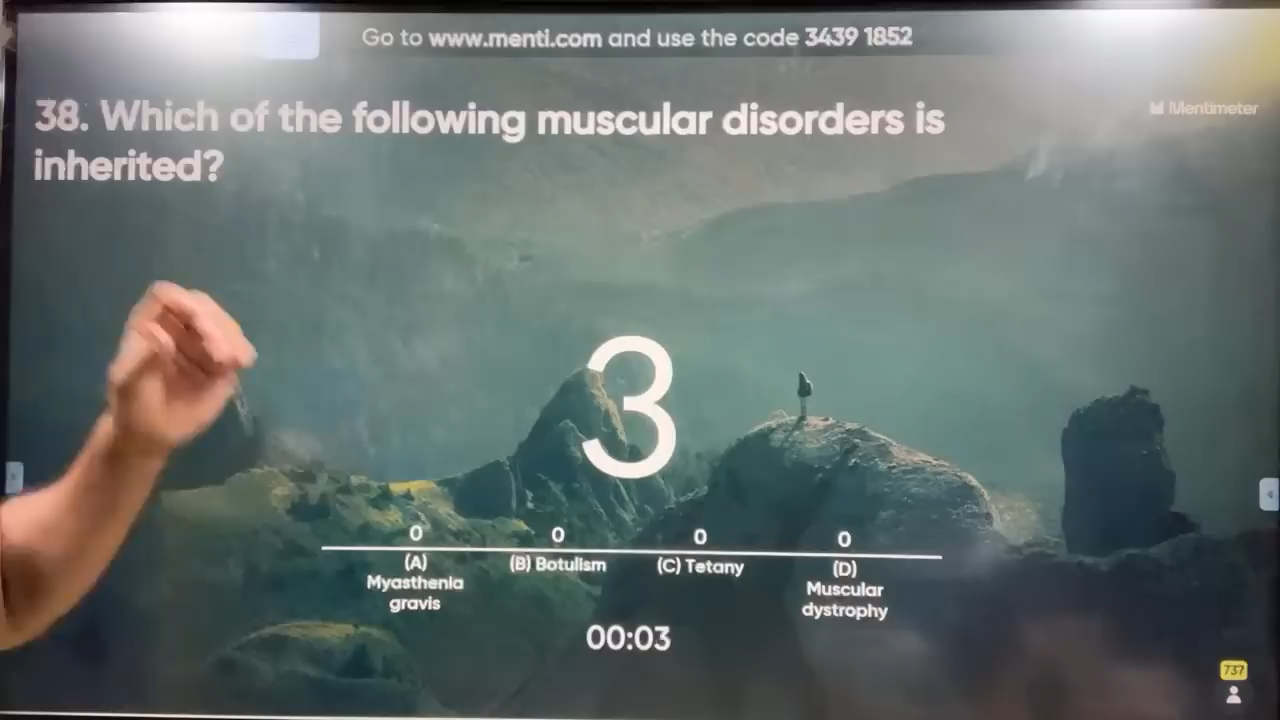 Go to www.menti.com and use the code 3439 1852
Mentimeter
38. Which of the following muscular disorders is
inherited?
3
0 0 0 0
(A)
Myasthenia
gravis
(B) Botulism
(C) Tetany
(D)
Muscular
dystrophy
00:03
737